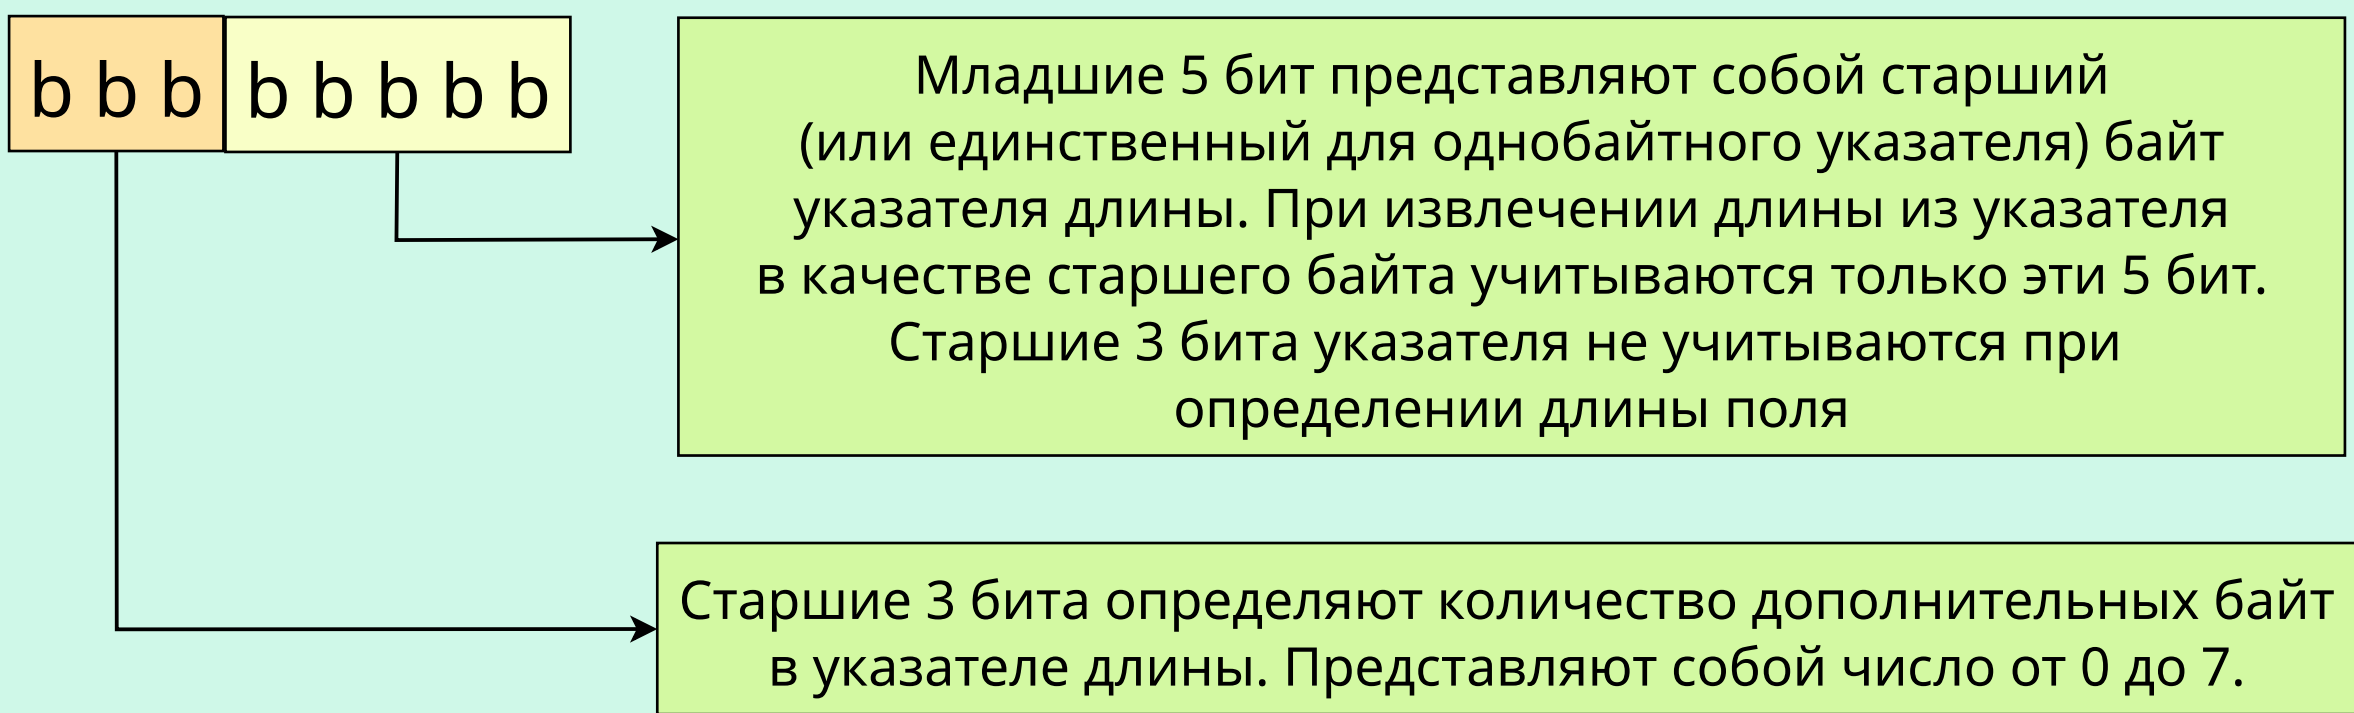 b b b b b b b b
Младшие 5 бит представляют собой старший
(или единственный для однобайтного указателя) байт
указателя длины. При извлечении длины из указателя
в качестве старшего байта учитываются только эти 5 бит.
Старшие 3 бита указателя не учитываются при
определении длины поля
Старшие 3 бита определяют количество дополнительных байт
в указателе длины. Представляют собой число от 0 до 7.